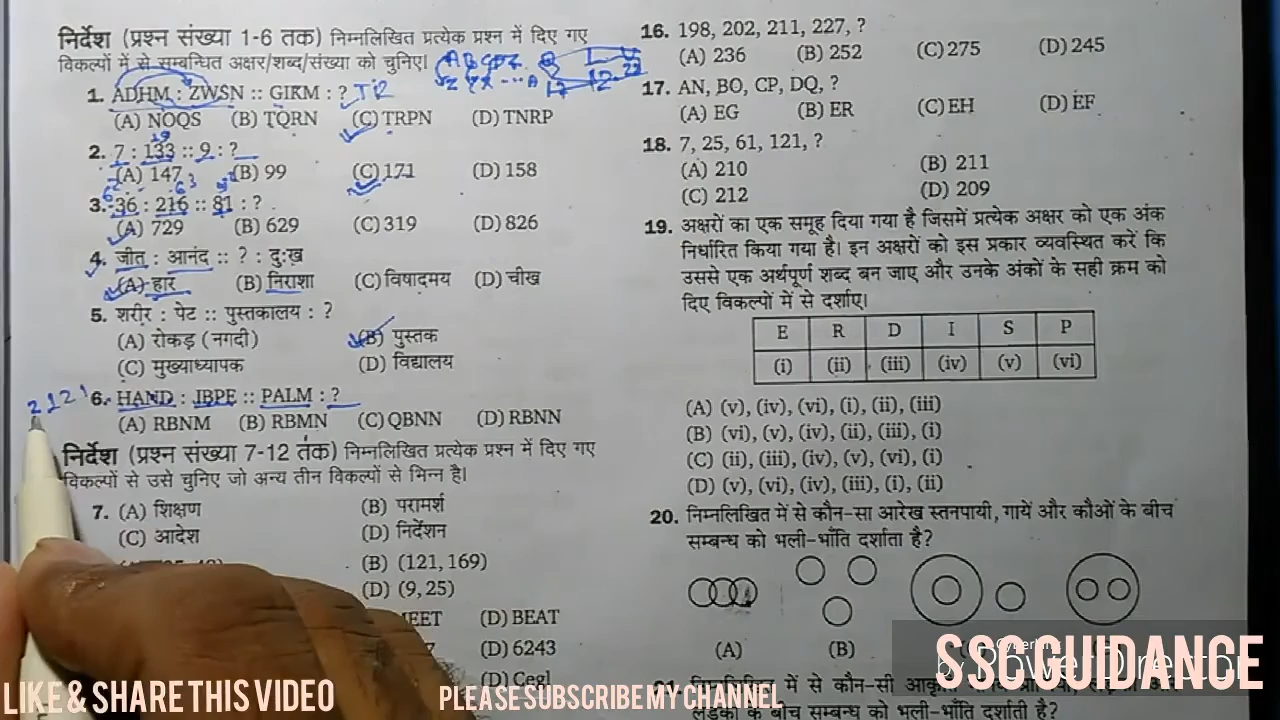 निर्देश (प्रश्न संख्या 1-6 तक) निम्नलिखित प्रत्येक प्रश्न में दिए गए
विकल्पों में से सम्बन्धित अक्षर/शब्द/संख्या को चुनिए।
1. ADHM : ZWSN :: GIKM : ?
(A) NOQS (B) TQRN (C) TRPN (D) TNRP
2. 7 : 133 :: 9 : ?
(A) 147 (B) 99 (C) 171 (D) 158
3. 36 : 216 :: 81 : ?
(A) 729 (B) 629 (C) 319 (D) 826
4. जीत : आनंद :: ? : दुःख
(A) हार (B) निराशा (C) विषादमय (D) चीख
5. शरीर : पेट :: पुस्तकालय : ?
(A) रोकड़ (नगदी) (B) पुस्तक
(C) मुख्याध्यापक (D) विद्यालय
2121
6. HAND : JBPE :: PALM : ?
(A) RBNM (B) RBMN (C) QBNN (D) RBNN
निर्देश (प्रश्न संख्या 7-12 तक) निम्नलिखित प्रत्येक प्रश्न में दिए गए
विकल्पों से उसे चुनिए जो अन्य तीन विकल्पों से भिन्न है।
7. (A) शिक्षण (B) परामर्श
(C) आदेश (D) निर्देशन
(B) (121, 169)
(D) (9, 25)
MEET (D) BEAT
(D) 6243
(D) Cegl
16. 198, 202, 211, 227, ?
(A) 236 (B) 252 (C) 275 (D) 245
17. AN, BO, CP, DQ, ?
(A) EG (B) ER (C) EH (D) EF
18. 7, 25, 61, 121, ?
(A) 210 (B) 211
(C) 212 (D) 209
19. अक्षरों का एक समूह दिया गया है जिसमें प्रत्येक अक्षर को एक अंक
निर्धारित किया गया है। इन अक्षरों को इस प्रकार व्यवस्थित करें कि
उससे एक अर्थपूर्ण शब्द बन जाए और उनके अंकों के सही क्रम को
दिए विकल्पों में से दर्शाए।
E R D I S P
(i) (ii) (iii) (iv) (v) (vi)
(A) (v), (iv), (vi), (i), (ii), (iii)
(B) (vi), (v), (iv), (ii), (iii), (i)
(C) (ii), (iii), (iv), (v), (vi), (i)
(D) (v), (vi), (iv), (iii), (i), (ii)
20. निम्नलिखित में से कौन-सा आरेख स्तनपायी, गायें और कौओं के बीच
सम्बन्ध को भली-भाँति दर्शाता है?
(A) (B)
SSC GUIDANCE
निम्नलिखित में से कौन-सी
के बीच सम्बन्ध को भली-भाँति दर्शाती है?
LIKE & SHARE THIS VIDEO
PLEASE SUBSCRIBE MY CHANNEL